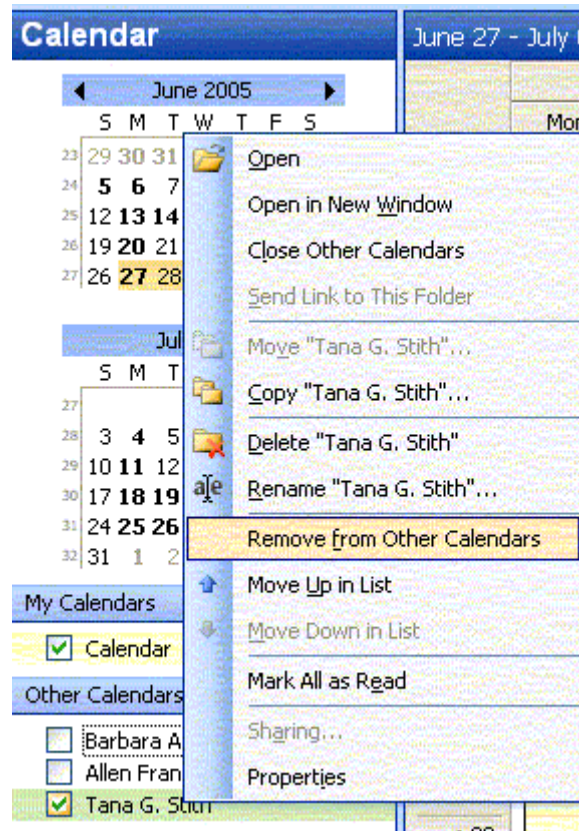 Calendar
June 27 - July
June 2005
S M T W T F S
Mo
23 29 30 31
24 5 6 7
25 12 13 14
26 19 20 21
27 26 27 28
Jul
S M T
27
28 3 4 5
29 10 11 12
30 17 18 19
31 24 25 26
32 31 1 2
My Calendars
Calendar
Other Calendars
Barbara A
Allen Fran
Tana G. Stith
Open
Open in New Window
Close Other Calendars
Send Link to This Folder
Move "Tana G. Stith"...
Copy "Tana G. Stith"...
Delete "Tana G. Stith"
Rename "Tana G. Stith"...
Remove from Other Calendars
Move Up in List
Move Down in List
Mark All as Read
Sharing...
Properties